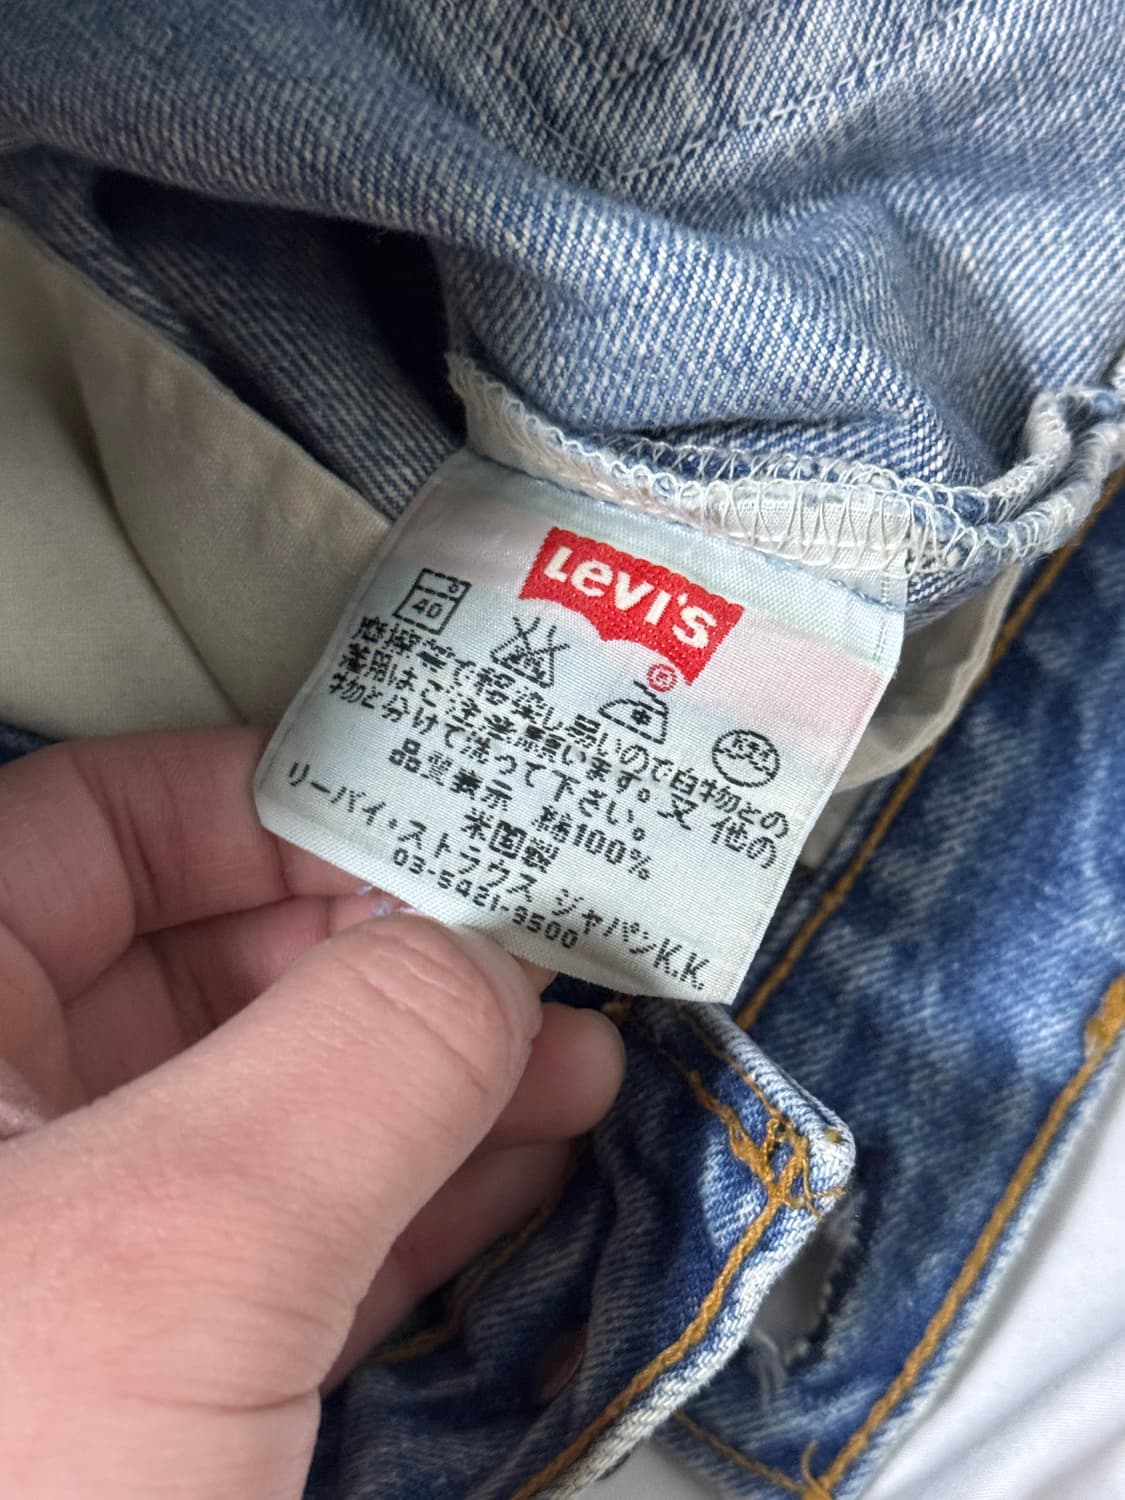 Levi's
®
40
摩擦等で移染し易いので白物との
着用はご注意願います。又 他の
物と分けて洗って下さい。
品質表示 綿100%
米国製
リーバイ・ストラウス ジャパンK.K.
03-5421-9500